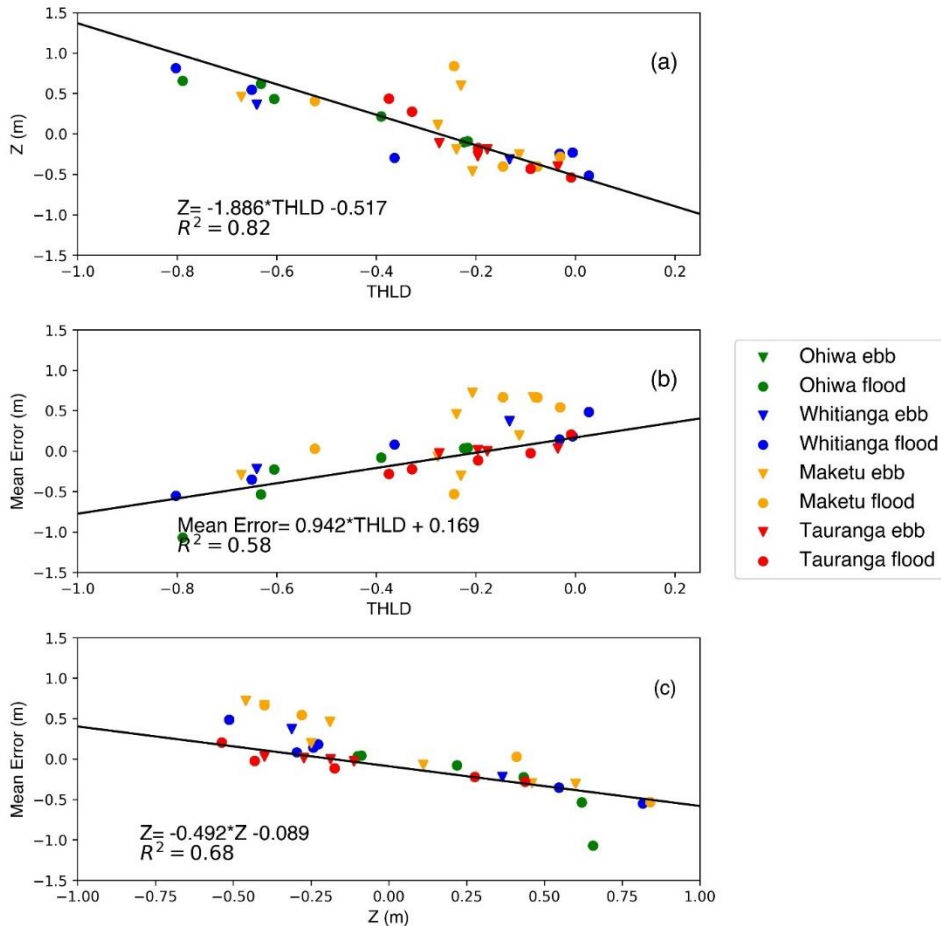 1.5
1.0
0.5
0.0
−0.5
−1.0
−1.5
Z (m)
(a)
Z= -1.886*THLD -0.517
R² = 0.82
−1.0 −0.8 −0.6 −0.4 −0.2 0.0 0.2
THLD
1.5
1.0
0.5
0.0
−0.5
−1.0
−1.5
Mean Error (m)
(b)
Mean Error= 0.942*THLD + 0.169
R² = 0.58
−1.0 −0.8 −0.6 −0.4 −0.2 0.0 0.2
THLD
Ohiwa ebb
Ohiwa flood
Whitianga ebb
Whitianga flood
Maketu ebb
Maketu flood
Tauranga ebb
Tauranga flood
1.5
1.0
0.5
0.0
−0.5
−1.0
−1.5
Mean Error (m)
(c)
Z= -0.492*Z -0.089
R² = 0.68
−1.00 −0.75 −0.50 −0.25 0.00 0.25 0.50 0.75 1.00
Z (m)